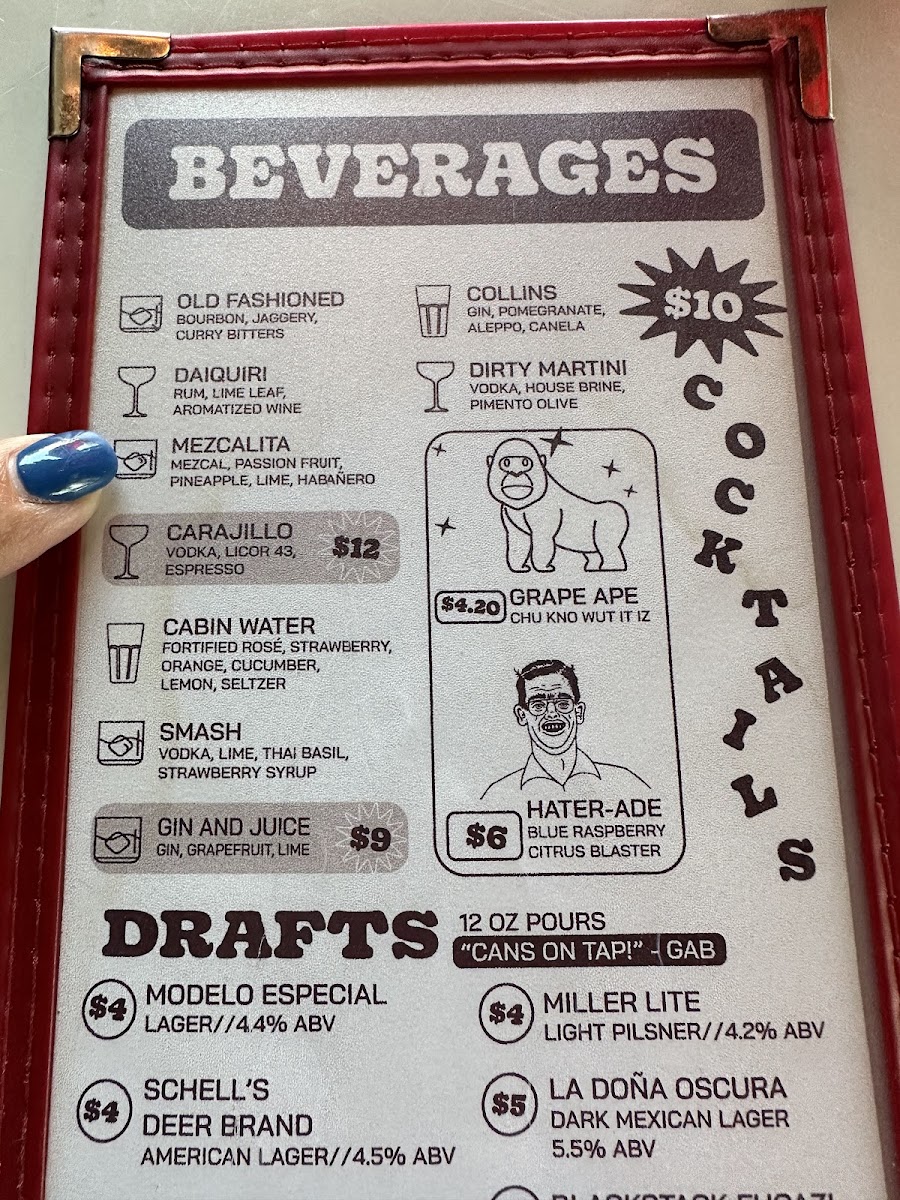 BEVERAGES
OLD FASHIONED
BOURBON, JAGGERY,
CURRY BITTERS
DAIQUIRI
RUM, LIME LEAF,
AROMATIZED WINE
MEZCALITA
MEZCAL, PASSION FRUIT,
PINEAPPLE, LIME, HABAÑERO
CARAJILLO
VODKA, LICOR 43,
ESPRESSO
$12
CABIN WATER
FORTIFIED ROSÉ, STRAWBERRY,
ORANGE, CUCUMBER,
LEMON, SELTZER
SMASH
VODKA, LIME, THAI BASIL,
STRAWBERRY SYRUP
GIN AND JUICE
GIN, GRAPEFRUIT, LIME
$9
COLLINS
GIN, POMEGRANATE,
ALEPPO, CANELA
DIRTY MARTINI
VODKA, HOUSE BRINE,
PIMENTO OLIVE
$4.20
GRAPE APE
CHU KNO WUT IT IZ
$6
HATER-ADE
BLUE RASPBERRY
CITRUS BLASTER
$10
COCKTAILS
DRAFTS
12 OZ POURS
"CANS ON TAP!" - GAB
$4
MODELO ESPECIAL
LAGER//4.4% ABV
$4
MILLER LITE
LIGHT PILSNER//4.2% ABV
$4
SCHELL'S
DEER BRAND
AMERICAN LAGER//4.5% ABV
$5
LA DOÑA OSCURA
DARK MEXICAN LAGER
5.5% ABV